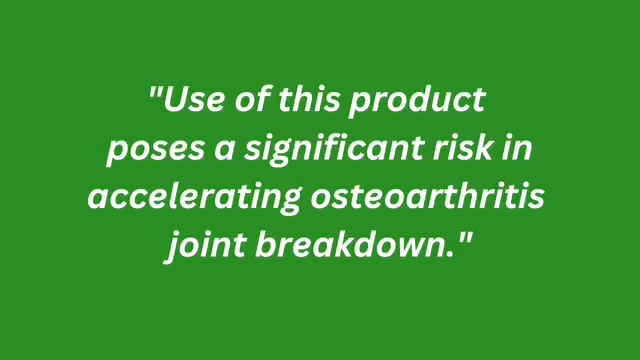 "Use of this product
poses a significant risk in
accelerating osteoarthritis
joint breakdown."